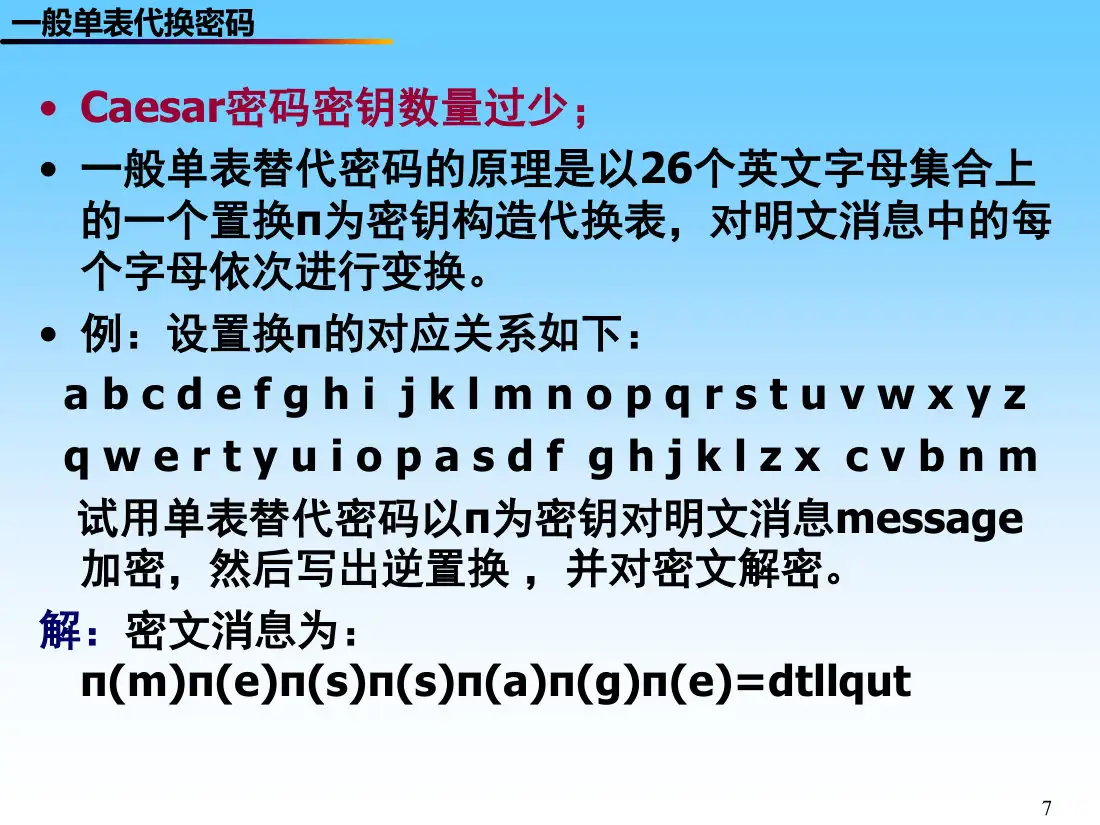 一般单表代换密码
• Caesar密码密钥数量过少；
• 一般单表替代密码的原理是以26个英文字母集合上
的一个置换π为密钥构造代换表，对明文消息中的每
个字母依次进行变换。
• 例：设置换π的对应关系如下：
a b c d e f g h i j k l m n o p q r s t u v w x y z
q w e r t y u i o p a s d f g h j k l z x c v b n m
试用单表替代密码以π为密钥对明文消息message
加密，然后写出逆置换 ，并对密文解密。
解：密文消息为：
π(m)π(e)π(s)π(s)π(a)π(g)π(e)=dtllqut
7